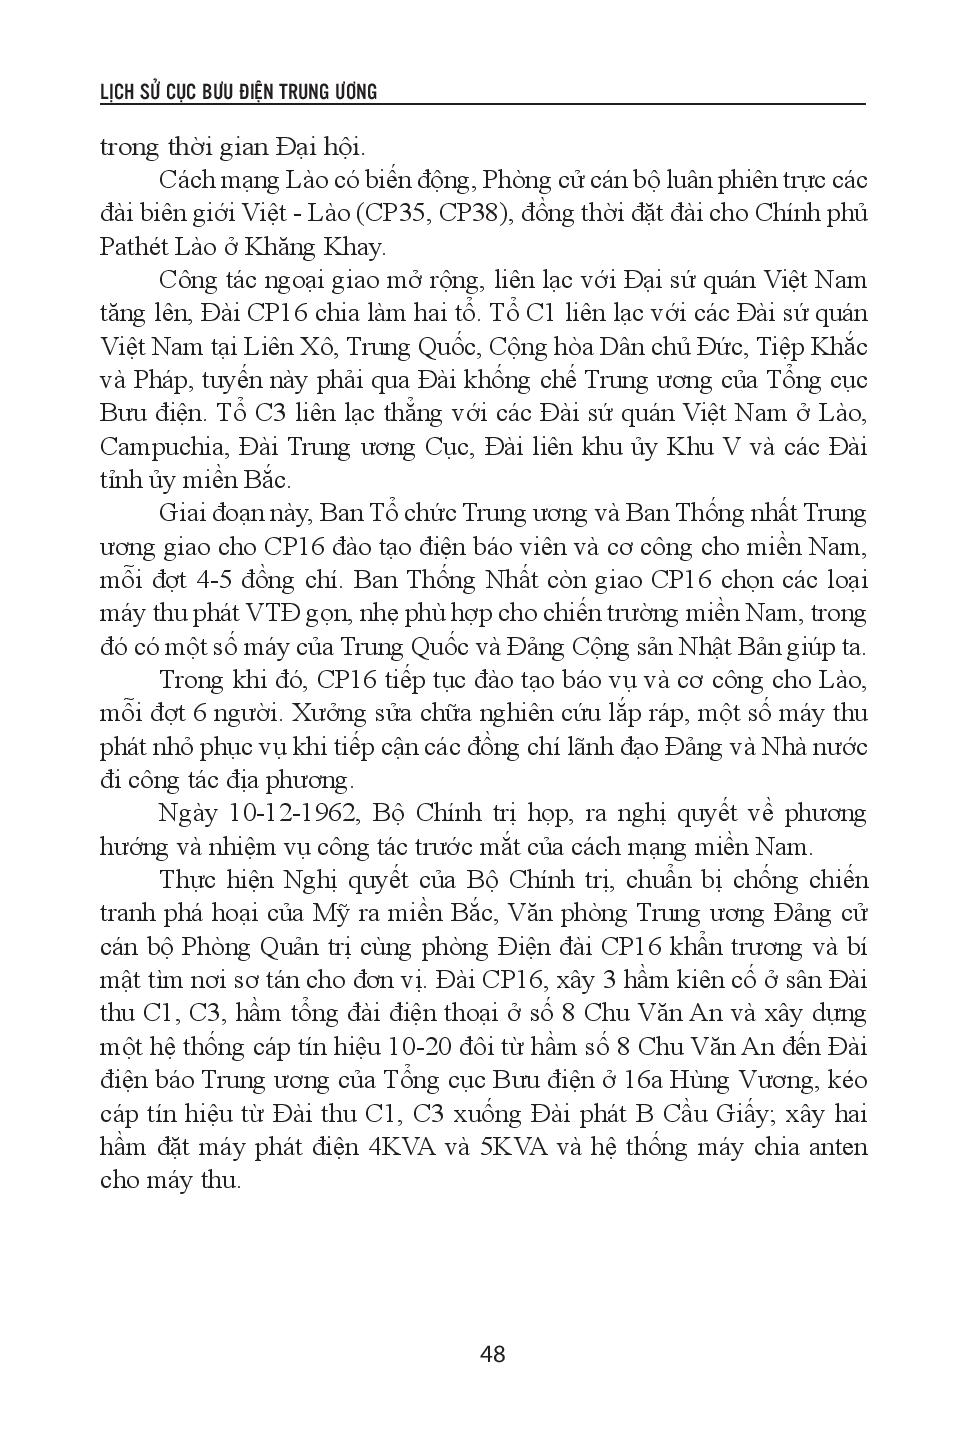 LỊCH SỬ CỤC BƯU ĐIỆN TRUNG ƯƠNG
trong thời gian Đại hội.
Cách mạng Lào có biến động, Phòng cử cán bộ luân phiên trực các
đài biên giới Việt - Lào (CP35, CP38), đồng thời đặt đài cho Chính phủ
Pathét Lào ở Khăng Khay.
Công tác ngoại giao mở rộng, liên lạc với Đại sứ quán Việt Nam
tăng lên, Đài CP16 chia làm hai tổ. Tổ C1 liên lạc với các Đài sứ quán
Việt Nam tại Liên Xô, Trung Quốc, Cộng hòa Dân chủ Đức, Tiệp Khắc
và Pháp, tuyến này phải qua Đài khống chế Trung ương của Tổng cục
Bưu điện. Tổ C3 liên lạc thẳng với các Đài sứ quán Việt Nam ở Lào,
Campuchia, Đài Trung ương Cục, Đài liên khu ủy Khu V và các Đài
tỉnh ủy miền Bắc.
Giai đoạn này, Ban Tổ chức Trung ương và Ban Thống nhất Trung
ương giao cho CP16 đào tạo điện báo viên và cơ công cho miền Nam,
mỗi đợt 4-5 đồng chí. Ban Thống Nhất còn giao CP16 chọn các loại
máy thu phát VTĐ gọn, nhẹ phù hợp cho chiến trường miền Nam, trong
đó có một số máy của Trung Quốc và Đảng Cộng sản Nhật Bản giúp ta.
Trong khi đó, CP16 tiếp tục đào tạo báo vụ và cơ công cho Lào,
mỗi đợt 6 người. Xưởng sửa chữa nghiên cứu lắp ráp, một số máy thu
phát nhỏ phục vụ khi tiếp cận các đồng chí lãnh đạo Đảng và Nhà nước
đi công tác địa phương.
Ngày 10-12-1962, Bộ Chính trị họp, ra nghị quyết về phương
hướng và nhiệm vụ công tác trước mắt của cách mạng miền Nam.
Thực hiện Nghị quyết của Bộ Chính trị, chuẩn bị chống chiến
tranh phá hoại của Mỹ ra miền Bắc, Văn phòng Trung ương Đảng cử
cán bộ Phòng Quản trị cùng phòng Điện đài CP16 khẩn trương và bí
mật tìm nơi sơ tán cho đơn vị. Đài CP16, xây 3 hầm kiên cố ở sân Đài
thu C1, C3, hầm tổng đài điện thoại ở số 8 Chu Văn An và xây dựng
một hệ thống cáp tín hiệu 10-20 đôi từ hầm số 8 Chu Văn An đến Đài
điện báo Trung ương của Tổng cục Bưu điện ở 16a Hùng Vương, kéo
cáp tín hiệu từ Đài thu C1, C3 xuống Đài phát B Cầu Giấy; xây hai
hầm đặt máy phát điện 4KVA và 5KVA và hệ thống máy chia anten
cho máy thu.
48